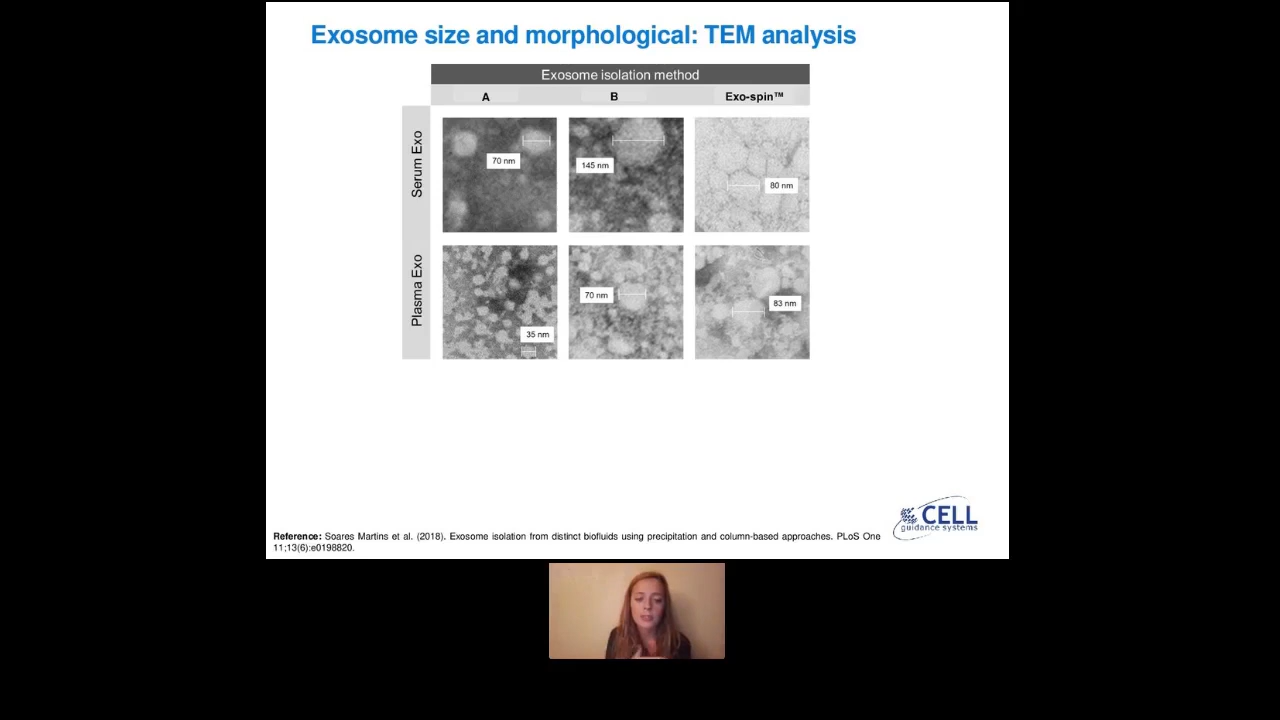 Exosome size and morphological: TEM analysis
Exosome isolation method
A B Exo-spin™
Serum Exo
70 nm
145 nm
80 nm
Plasma Exo
35 nm
70 nm
83 nm
CELL
guidance systems
Reference: Soares Martins et al. (2018). Exosome isolation from distinct biofluids using precipitation and column-based approaches. PLoS One
11;13(6):e0198820.